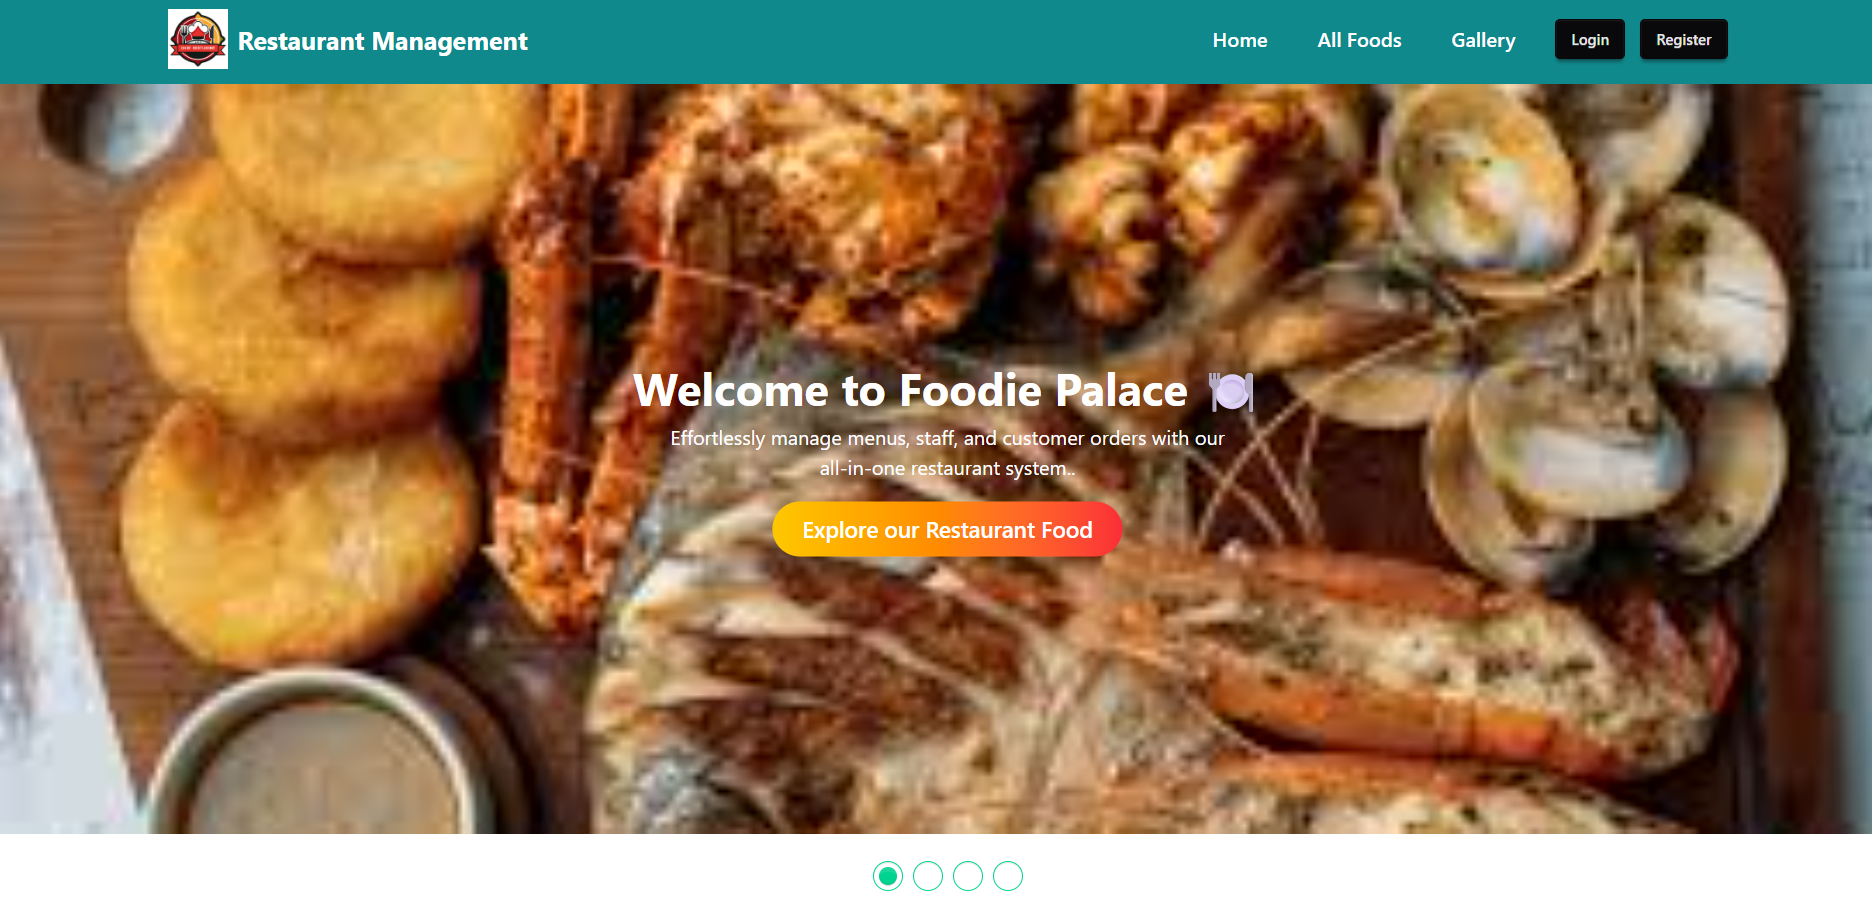 Restaurant Management
Home
All Foods
Gallery
Login
Register
Welcome to Foodie Palace 🍽️
Effortlessly manage menus, staff, and customer orders with our
all-in-one restaurant system..
Explore our Restaurant Food